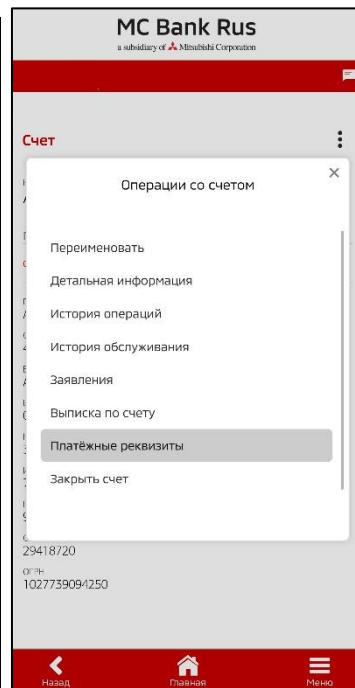 MC Bank Rus
a subsidiary of Mitsubishi Corporation
Счет
Операции со счетом
Переименовать
Детальная информация
История операций
История обслуживания
Заявления
Выписка по счету
Платёжные реквизиты
Закрыть счет
29418720
ОГРН
1027739094250
Назад
Главная
Меню